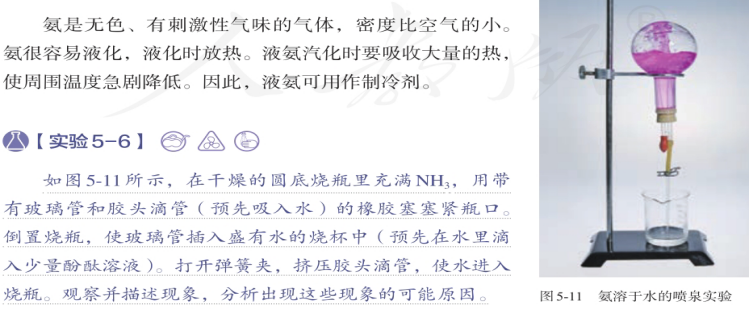 氨是无色、有刺激性气味的气体，密度比空气的小。
氨很容易液化，液化时放热。液氨汽化时要吸收大量的热，
使周围温度急剧降低。因此，液氨可用作制冷剂。
【实验5-6】
如图5-11所示，在干燥的圆底烧瓶里充满NH₃，用带
有玻璃管和胶头滴管（预先吸入水）的橡胶塞塞紧瓶口。
倒置烧瓶，使玻璃管插入盛有水的烧杯中（预先在水里滴
入少量酚酞溶液）。打开弹簧夹，挤压胶头滴管，使水进入
烧瓶。观察并描述现象，分析出现这些现象的可能原因。
图5-11 氨溶于水的喷泉实验